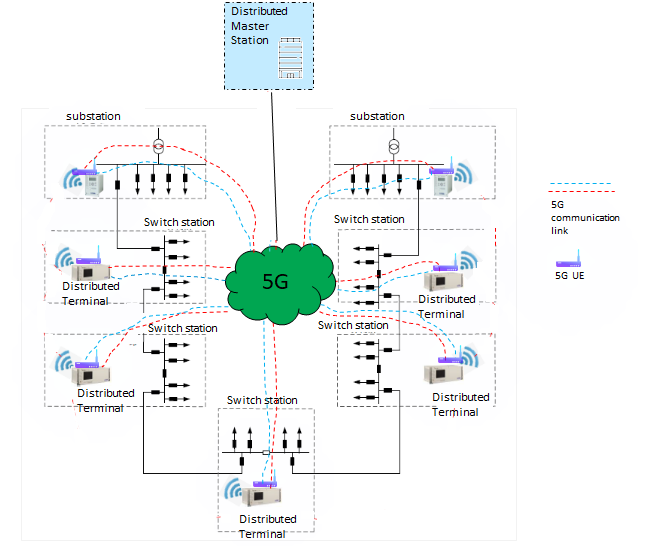 Distributed
Master
Station
substation
substation
Switch station
Switch station
Distributed
Terminal
5G
Distributed
Terminal
5G
communication
link
5G UE
Switch station
Switch station
Distributed
Terminal
Distributed
Terminal
Switch station
Distributed
Terminal